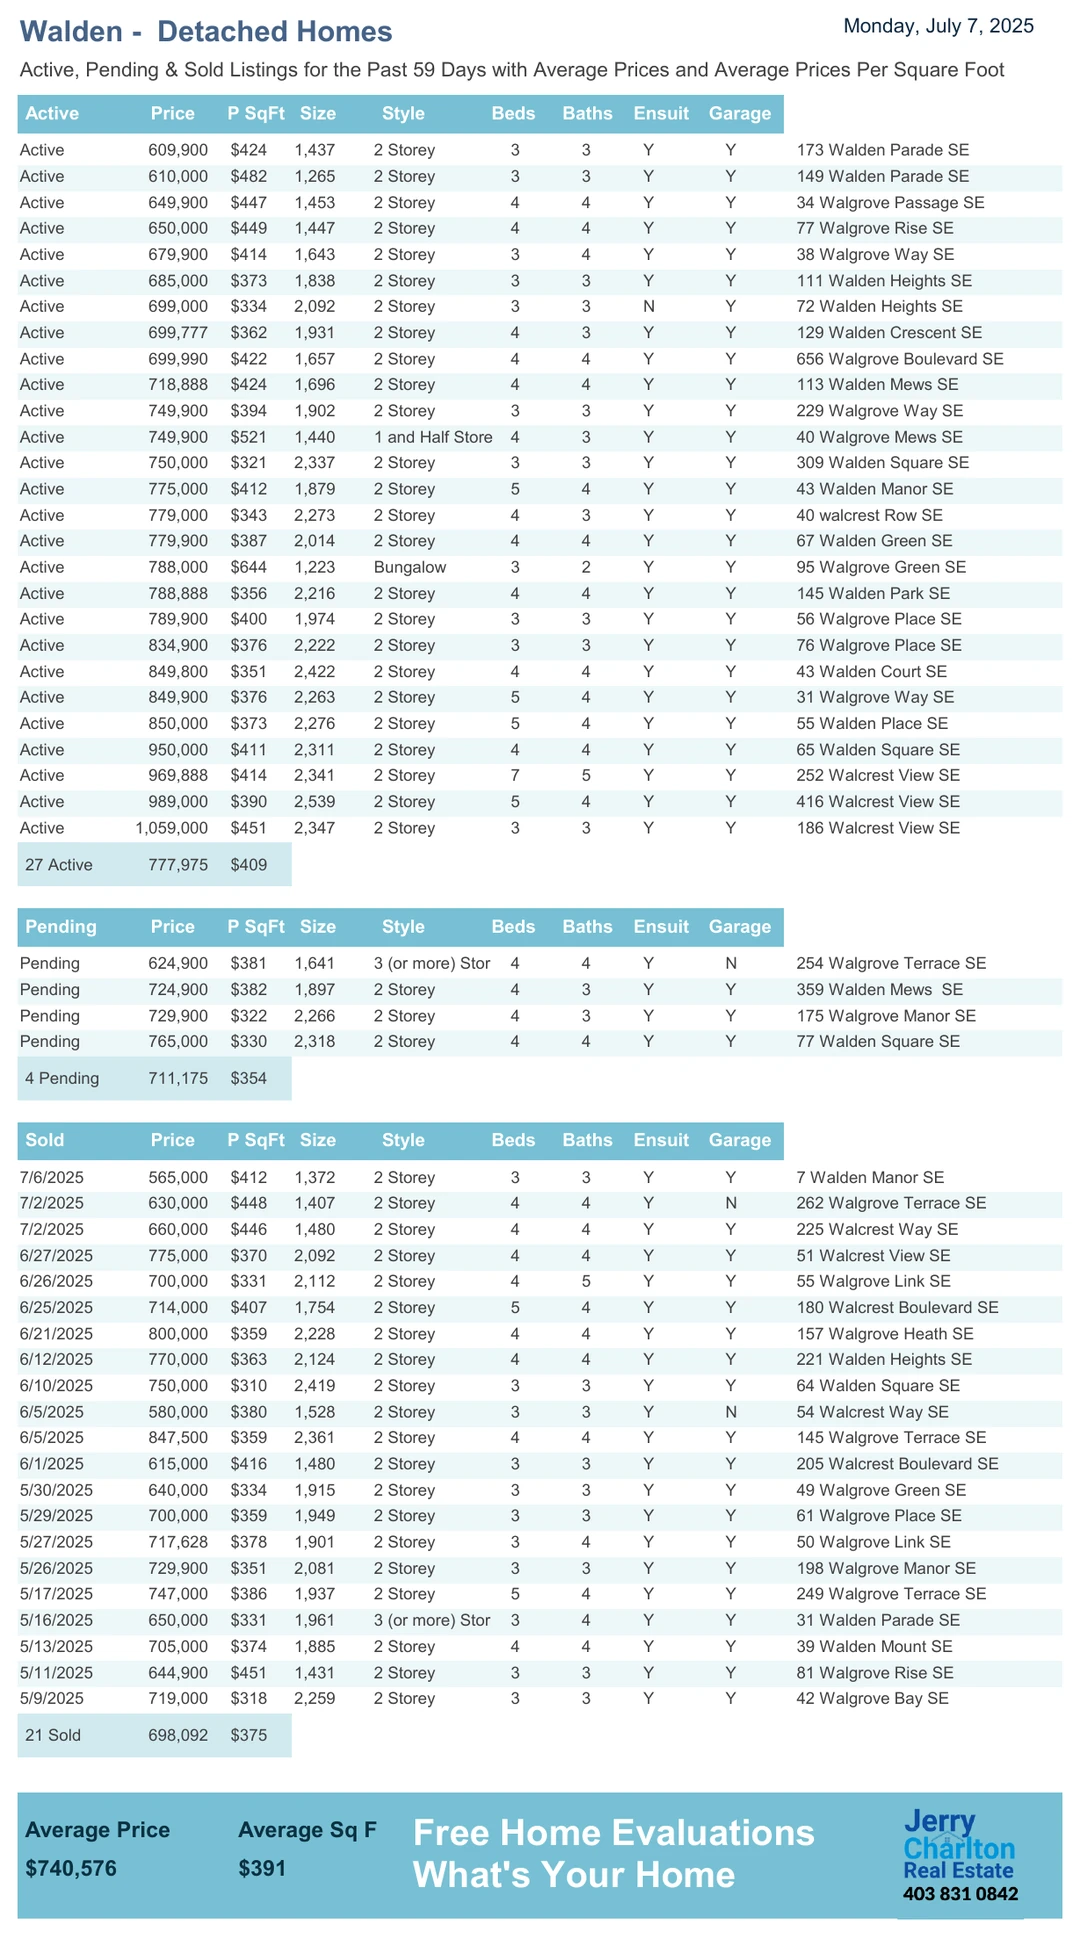 Walden - Detached Homes
Monday, July 7, 2025
Active, Pending & Sold Listings for the Past 59 Days with Average Prices and Average Prices Per Square Foot
Active Price P SqFt Size Style Beds Baths Ensuit Garage
Active 609,900 $424 1,437 2 Storey 3 3 Y Y 173 Walden Parade SE
Active 610,000 $482 1,265 2 Storey 3 3 Y Y 149 Walden Parade SE
Active 649,900 $447 1,453 2 Storey 4 4 Y Y 34 Walgrove Passage SE
Active 650,000 $449 1,447 2 Storey 4 4 Y Y 77 Walgrove Rise SE
Active 679,900 $414 1,643 2 Storey 3 4 Y Y 38 Walgrove Way SE
Active 685,000 $373 1,838 2 Storey 3 3 Y Y 111 Walden Heights SE
Active 699,000 $334 2,092 2 Storey 3 3 N Y 72 Walden Heights SE
Active 699,777 $362 1,931 2 Storey 4 3 Y Y 129 Walden Crescent SE
Active 699,990 $422 1,657 2 Storey 4 4 Y Y 656 Walgrove Boulevard SE
Active 718,888 $424 1,696 2 Storey 4 4 Y Y 113 Walden Mews SE
Active 749,900 $394 1,902 2 Storey 3 3 Y Y 229 Walgrove Way SE
Active 749,900 $521 1,440 1 and Half Store 4 3 Y Y 40 Walgrove Mews SE
Active 750,000 $321 2,337 2 Storey 3 3 Y Y 309 Walden Square SE
Active 775,000 $412 1,879 2 Storey 5 4 Y Y 43 Walden Manor SE
Active 779,000 $343 2,273 2 Storey 4 3 Y Y 40 walcrest Row SE
Active 779,900 $387 2,014 2 Storey 4 4 Y Y 67 Walden Green SE
Active 788,000 $644 1,223 Bungalow 3 2 Y Y 95 Walgrove Green SE
Active 788,888 $356 2,216 2 Storey 4 4 Y Y 145 Walden Park SE
Active 789,900 $400 1,974 2 Storey 3 3 Y Y 56 Walgrove Place SE
Active 834,900 $376 2,222 2 Storey 3 3 Y Y 76 Walgrove Place SE
Active 849,800 $351 2,422 2 Storey 4 4 Y Y 43 Walden Court SE
Active 849,900 $376 2,263 2 Storey 5 4 Y Y 31 Walgrove Way SE
Active 850,000 $373 2,276 2 Storey 5 4 Y Y 55 Walden Place SE
Active 950,000 $411 2,311 2 Storey 4 4 Y Y 65 Walden Square SE
Active 969,888 $414 2,341 2 Storey 7 5 Y Y 252 Walcrest View SE
Active 989,000 $390 2,539 2 Storey 5 4 Y Y 416 Walcrest View SE
Active 1,059,000 $451 2,347 2 Storey 3 3 Y Y 186 Walcrest View SE
27 Active 777,975 $409
Pending Price P SqFt Size Style Beds Baths Ensuit Garage
Pending 624,900 $381 1,641 3 (or more) Stor 4 4 Y N 254 Walgrove Terrace SE
Pending 724,900 $382 1,897 2 Storey 4 3 Y Y 359 Walden Mews SE
Pending 729,900 $322 2,266 2 Storey 4 3 Y Y 175 Walgrove Manor SE
Pending 765,000 $330 2,318 2 Storey 4 4 Y Y 77 Walden Square SE
4 Pending 711,175 $354
Sold Price P SqFt Size Style Beds Baths Ensuit Garage
7/6/2025 565,000 $412 1,372 2 Storey 3 3 Y Y 7 Walden Manor SE
7/2/2025 630,000 $448 1,407 2 Storey 4 4 Y N 262 Walgrove Terrace SE
7/2/2025 660,000 $446 1,480 2 Storey 4 4 Y Y 225 Walcrest Way SE
6/27/2025 775,000 $370 2,092 2 Storey 4 4 Y Y 51 Walcrest View SE
6/26/2025 700,000 $331 2,112 2 Storey 4 5 Y Y 55 Walgrove Link SE
6/25/2025 714,000 $407 1,754 2 Storey 5 4 Y Y 180 Walcrest Boulevard SE
6/21/2025 800,000 $359 2,228 2 Storey 4 4 Y Y 157 Walgrove Heath SE
6/12/2025 770,000 $363 2,124 2 Storey 4 4 Y Y 221 Walden Heights SE
6/10/2025 750,000 $310 2,419 2 Storey 3 3 Y Y 64 Walden Square SE
6/5/2025 580,000 $380 1,528 2 Storey 3 3 Y N 54 Walcrest Way SE
6/5/2025 847,500 $359 2,361 2 Storey 4 4 Y Y 145 Walgrove Terrace SE
6/1/2025 615,000 $416 1,480 2 Storey 3 3 Y Y 205 Walcrest Boulevard SE
5/30/2025 640,000 $334 1,915 2 Storey 3 3 Y Y 49 Walgrove Green SE
5/29/2025 700,000 $359 1,949 2 Storey 3 3 Y Y 61 Walgrove Place SE
5/27/2025 717,628 $378 1,901 2 Storey 3 4 Y Y 50 Walgrove Link SE
5/26/2025 729,900 $351 2,081 2 Storey 3 3 Y Y 198 Walgrove Manor SE
5/17/2025 747,000 $386 1,937 2 Storey 5 4 Y Y 249 Walgrove Terrace SE
5/16/2025 650,000 $331 1,961 3 (or more) Stor 3 4 Y Y 31 Walden Parade SE
5/13/2025 705,000 $374 1,885 2 Storey 4 4 Y Y 39 Walden Mount SE
5/11/2025 644,900 $451 1,431 2 Storey 3 3 Y Y 81 Walgrove Rise SE
5/9/2025 719,000 $318 2,259 2 Storey 3 3 Y Y 42 Walgrove Bay SE
21 Sold 698,092 $375
Average Price Average Sq F
$740,576 $391
Free Home Evaluations
What's Your Home
Jerry
Charlton
Real Estate
403 831 0842